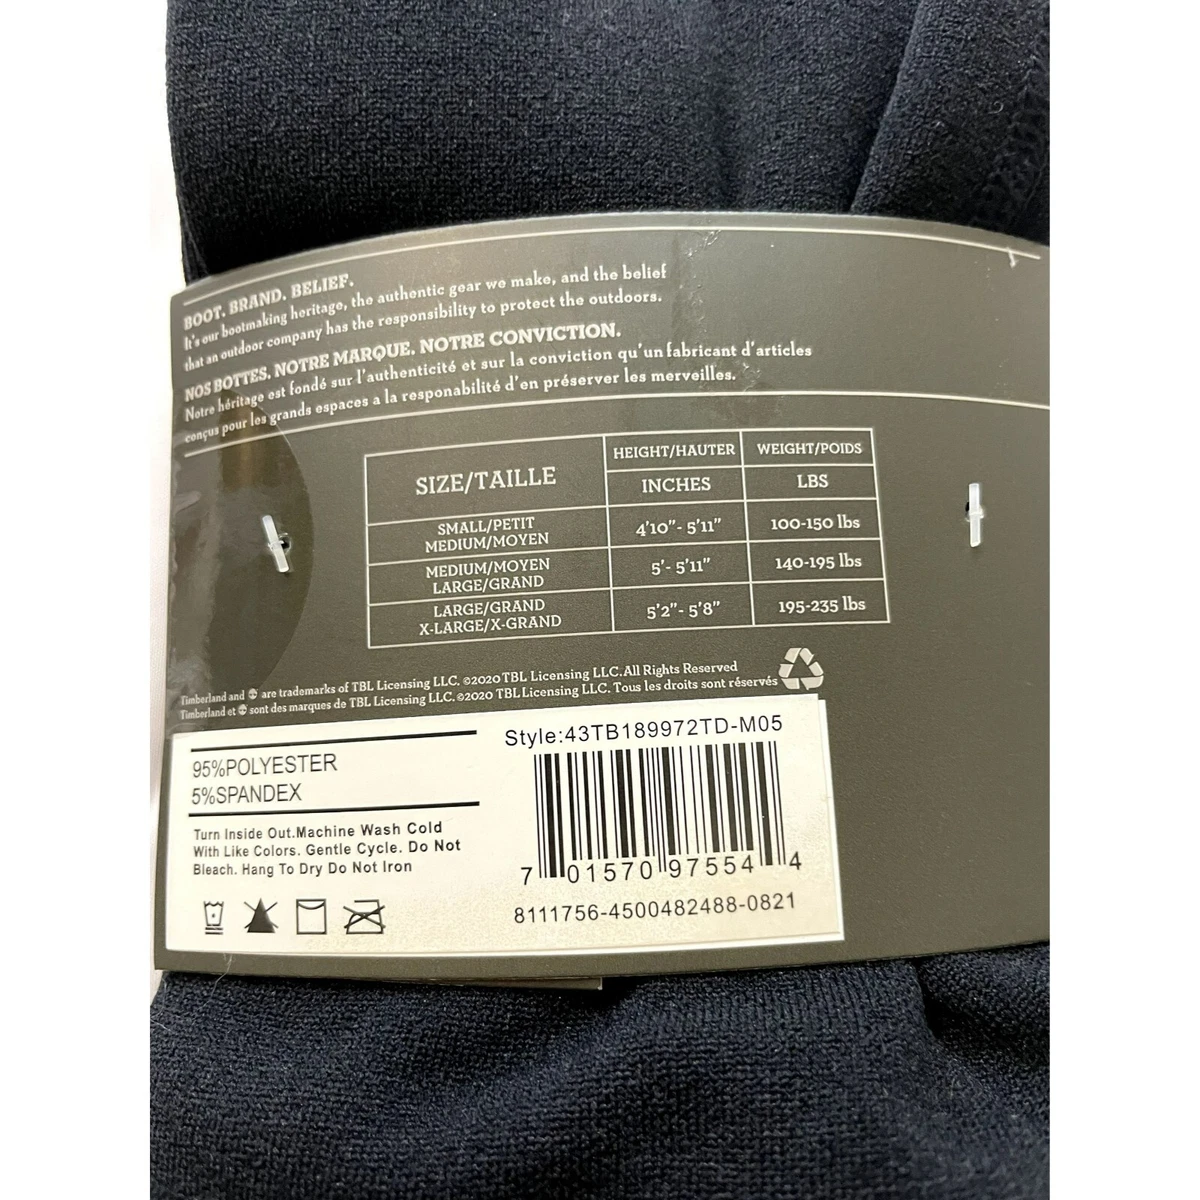 BOOT. BRAND. BELIEF.
It's our bootmaking heritage, the authentic gear we make, and the belief
that an outdoor company has the responsibility to protect the outdoors.
NOS BOTTES. NOTRE MARQUE. NOTRE CONVICTION.
Notre héritage est fondé sur l'authenticité et sur la conviction qu'un fabricant d'articles
conçus pour les grands espaces a la responabilité d'en préserver les merveilles.
SIZE/TAILLE
HEIGHT/HAUTER
WEIGHT/POIDS
INCHES
LBS
SMALL/PETIT
MEDIUM/MOYEN
4'10"- 5'11"
100-150 lbs
MEDIUM/MOYEN
LARGE/GRAND
5'- 5'11"
140-195 lbs
LARGE/GRAND
X-LARGE/X-GRAND
5'2"- 5'8"
195-235 lbs
Timberland and are trademarks of TBL Licensing LLC. ©2020 TBL Licensing LLC. All Rights Reserved
Timberland et sont des marques de TBL Licensing LLC. ©2020 TBL Licensing LLC. Tous les droits sont réservés
95%POLYESTER
5%SPANDEX
Turn Inside Out.Machine Wash Cold
With Like Colors. Gentle Cycle. Do Not
Bleach. Hang To Dry Do Not Iron
Style:43TB189972TD-M05
7 01570 97554 4
8111756-4500482488-0821